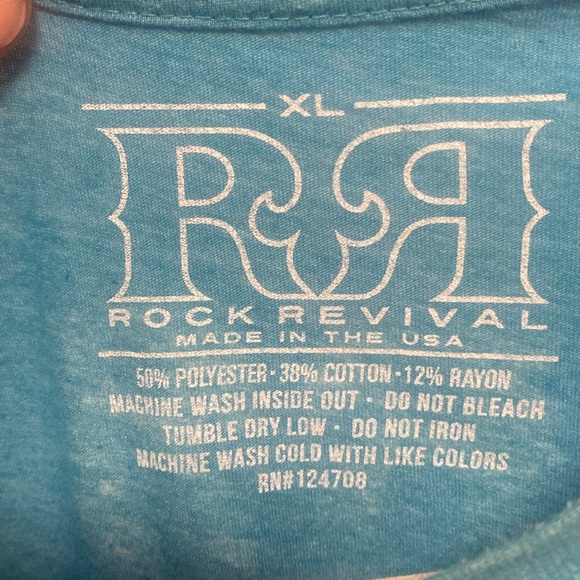 XL
RR
ROCK REVIVAL
MADE IN THE USA
50% POLYESTER · 38% COTTON · 12% RAYON
MACHINE WASH INSIDE OUT · DO NOT BLEACH
TUMBLE DRY LOW · DO NOT IRON
MACHINE WASH COLD WITH LIKE COLORS
RN#124708